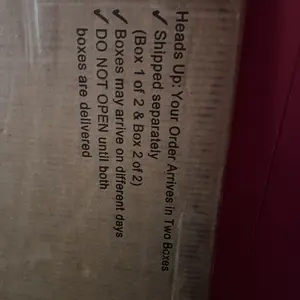 Heads Up: Your Order Arrives in Two Boxes
✓ Shipped separately
(Box 1 of 2 & Box 2 of 2)
✓ Boxes may arrive on different days
✓ DO NOT OPEN until both
boxes are delivered